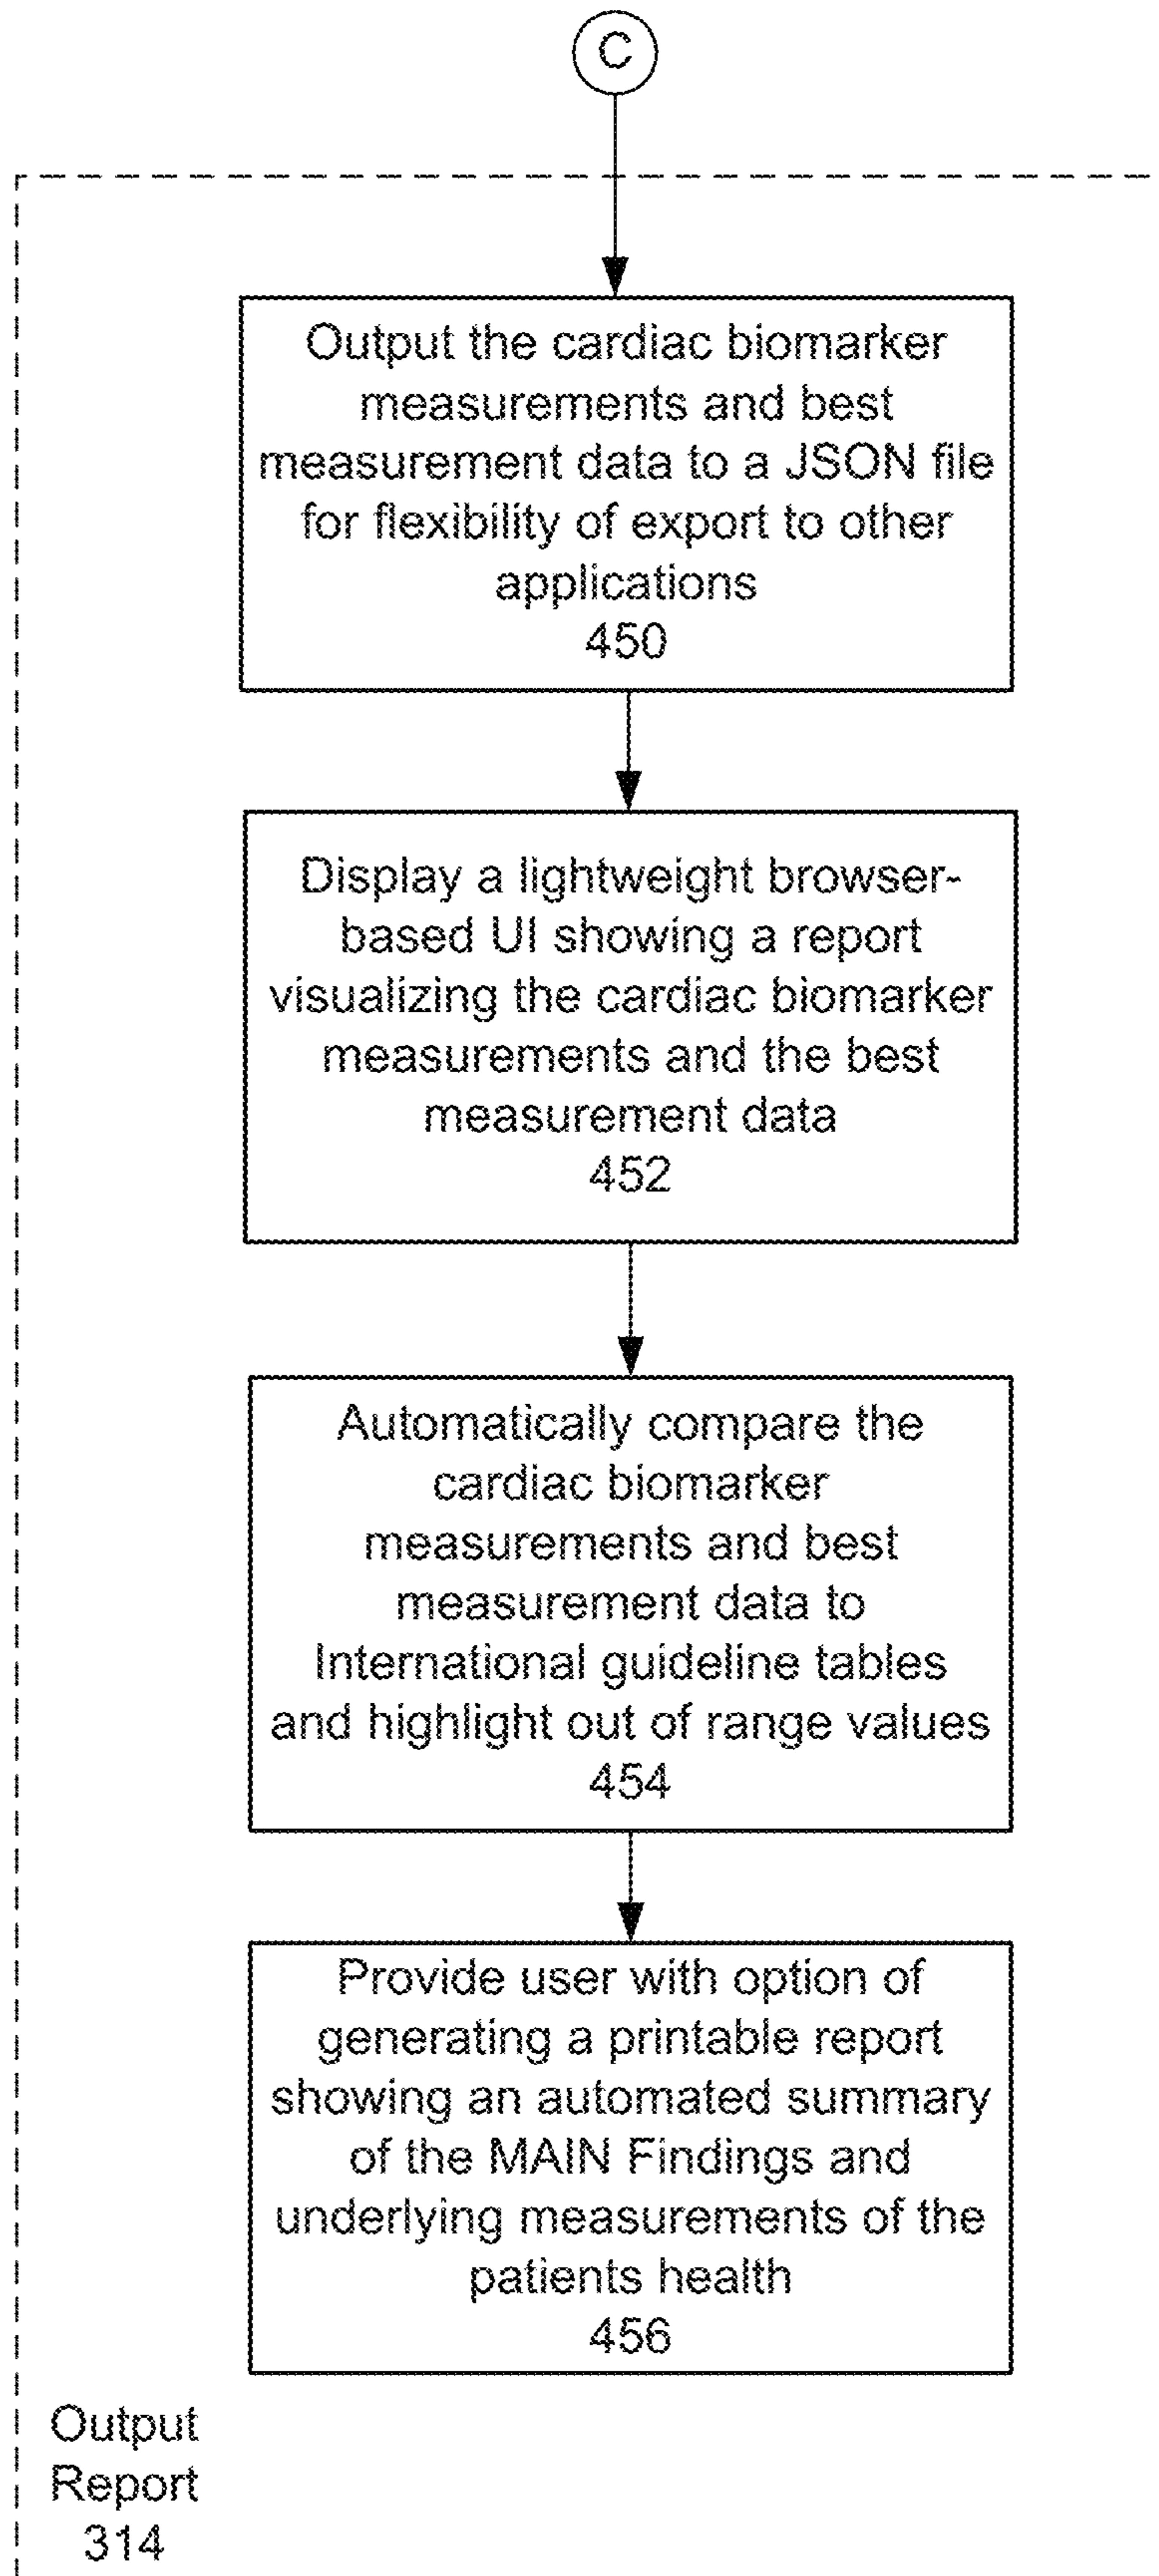 C
Output the cardiac biomarker
measurements and best
measurement data to a JSON file
for flexibility of export to other
applications
450
Display a lightweight browser-
based UI showing a report
visualizing the cardiac biomarker
measurements and the best
measurement data
452
Automatically compare the
cardiac biomarker
measurements and best
measurement data to
International guideline tables
and highlight out of range values
454
Provide user with option of
generating a printable report
showing an automated summary
of the MAIN Findings and
underlying measurements of the
patients health
456
Output
Report
314